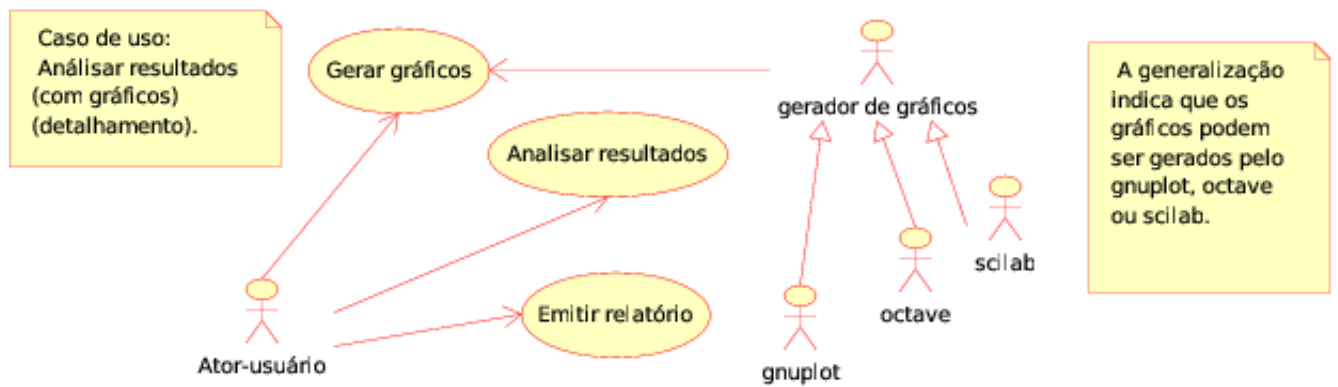 Caso de uso:
Análisar resultados
(com gráficos)
(detalhamento).
Gerar gráficos
gerador de gráficos
A generalização
indica que os
gráficos podem
ser gerados pelo
gnuplot, octave
ou scilab.
Analisar resultados
scilab
Emitir relatório
octave
Ator-usuário
gnuplot